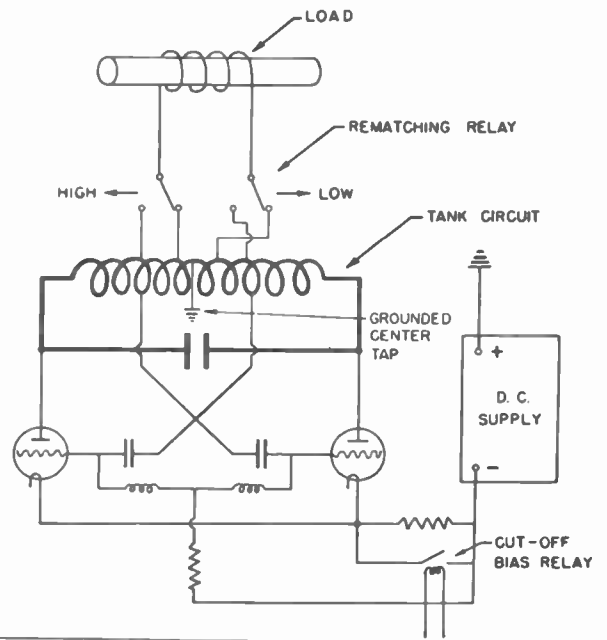 LOAD
REMATCHING RELAY
HIGH
LOW
TANK CIRCUIT
GROUNDED
CENTER
TAP
+
D. C.
SUPPLY
-
CUT-OFF
BIAS RELAY